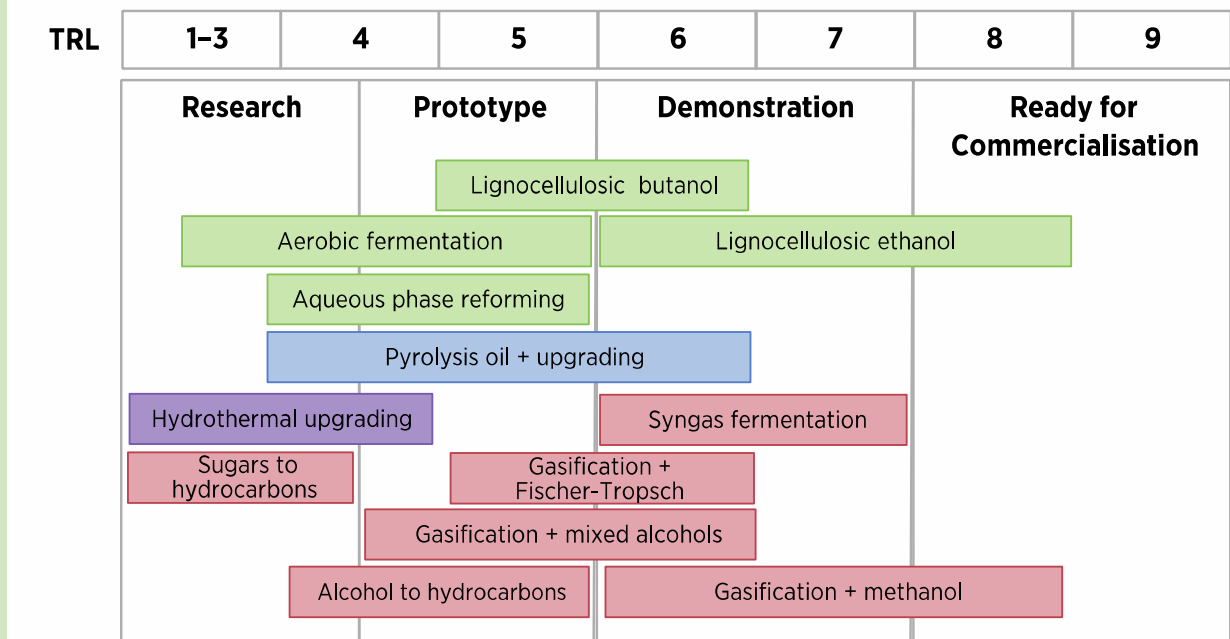 TRL 1–3 4 5 6 7 8 9
Research Prototype Demonstration Ready for
Commercialisation
Lignocellulosic butanol
Aerobic fermentation Lignocellulosic ethanol
Aqueous phase reforming
Pyrolysis oil + upgrading
Hydrothermal upgrading Syngas fermentation
Sugars to
hydrocarbons
Gasification +
Fischer-Tropsch
Gasification + mixed alcohols
Alcohol to hydrocarbons Gasification + methanol